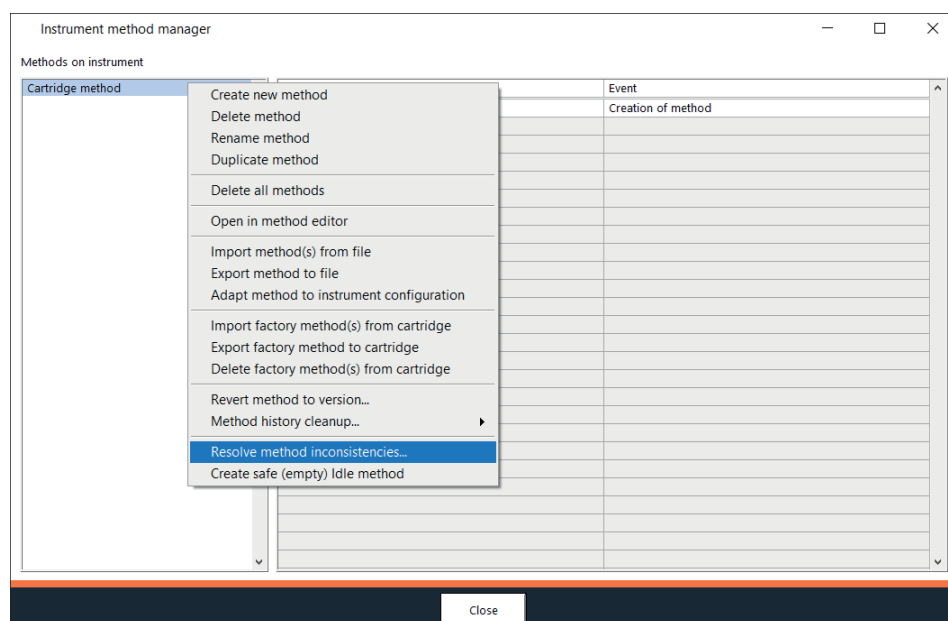 Instrument method manager
Methods on instrument
Cartridge method
Event
Creation of method
Create new method
Delete method
Rename method
Duplicate method
Delete all methods
Open in method editor
Import method(s) from file
Export method to file
Adapt method to instrument configuration
Import factory method(s) from cartridge
Export factory method to cartridge
Delete factory method(s) from cartridge
Revert method to version...
Method history cleanup...
Resolve method inconsistencies...
Create safe (empty) Idle method
Close